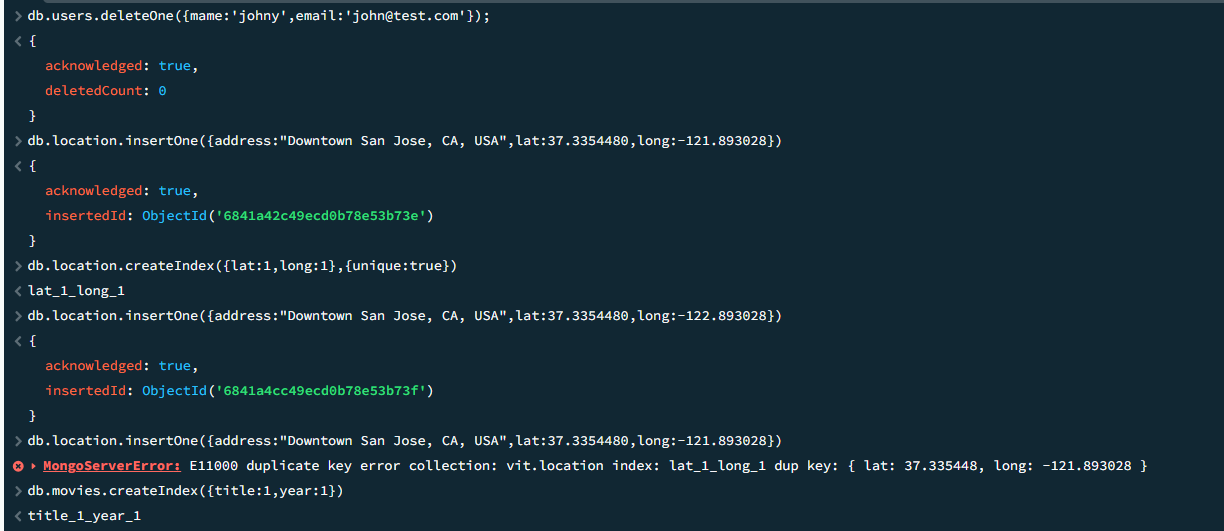 > db.users.deleteOne({mame:'johny',email:'john@test.com'});
< {
acknowledged: true,
deletedCount: 0
}
> db.location.insertOne({address:"Downtown San Jose, CA, USA",lat:37.3354480,long:-121.893028})
< {
acknowledged: true,
insertedId: ObjectId('6841a42c49ecd0b78e53b73e')
}
> db.location.createIndex({lat:1,long:1},{unique:true})
< lat_1_long_1
> db.location.insertOne({address:"Downtown San Jose, CA, USA",lat:37.3354480,long:-122.893028})
< {
acknowledged: true,
insertedId: ObjectId('6841a4cc49ecd0b78e53b73f')
}
> db.location.insertOne({address:"Downtown San Jose, CA, USA",lat:37.3354480,long:-121.893028})
MongoServerError: E11000 duplicate key error collection: vit.location index: lat_1_long_1 dup key: { lat: 37.335448, long: -121.893028 }
> db.movies.createIndex({title:1,year:1})
< title_1_year_1